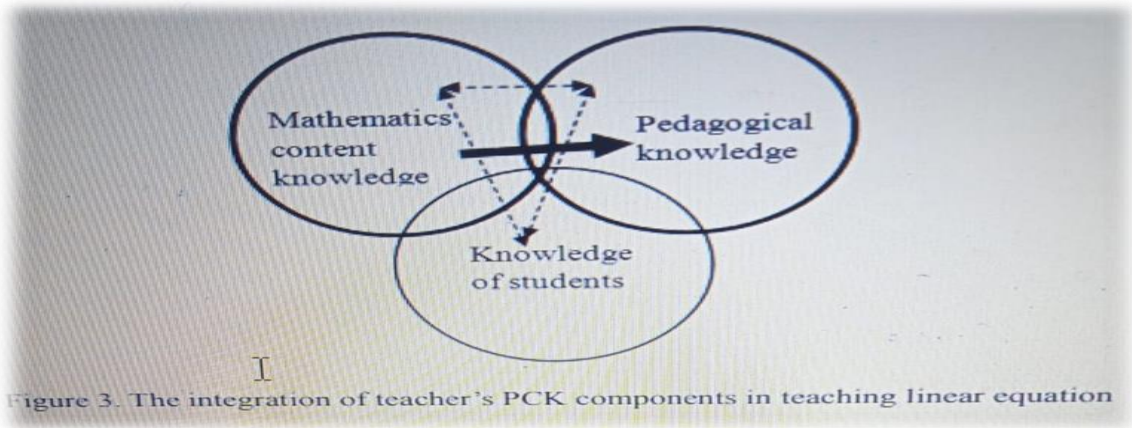 Mathematics
content
knowledge
Pedagogical
knowledge
Knowledge
of students
Figure 3. The integration of teacher's PCK components in teaching linear equation